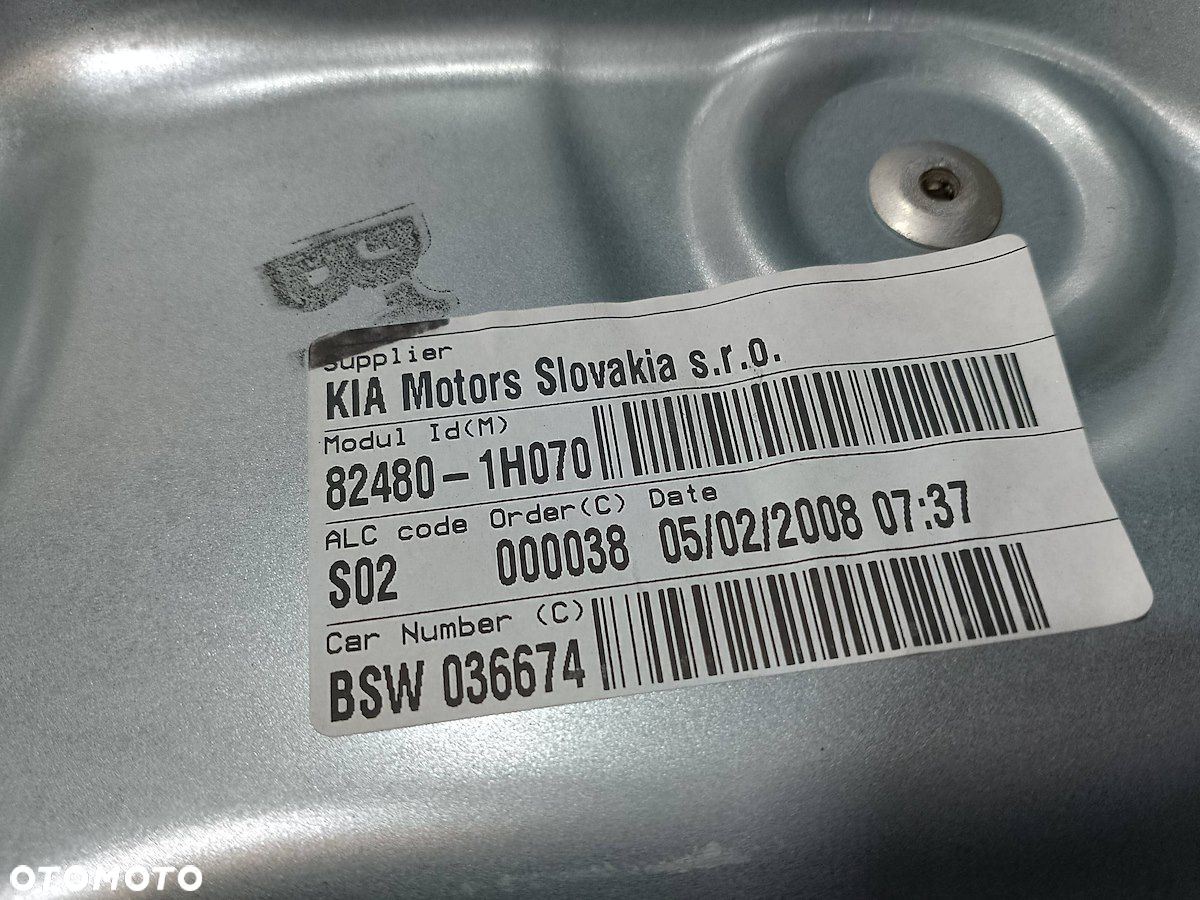 Supplier
KIA Motors Slovakia s.r.o.
Modul Id(M)
82480-1H070
ALC code Order(C) Date
S02 000038 05/02/2008 07:37
Car Number (C)
BSW 036674
OTOMOTO